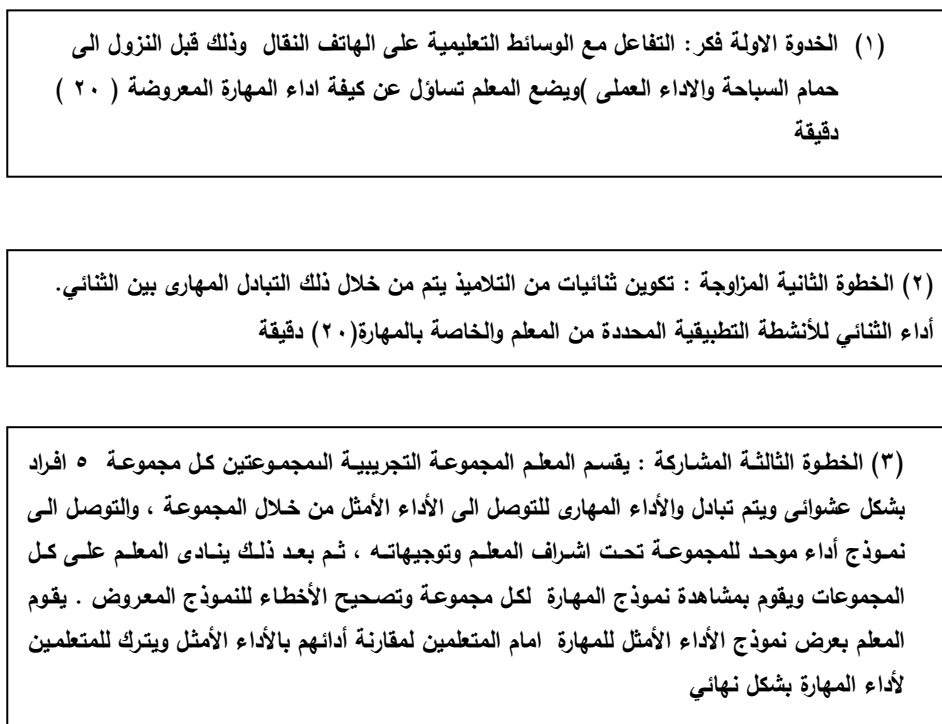 (١) الخدوة الاولة فكر: التفاعل مع الوسائط التعليمية على الهاتف النقال وذلك قبل النزول الى
حمام السباحة والاداء العملى )ويضع المعلم تساؤل عن كيفة اداء المهارة المعروضة ( ٢٠ )
دقيقة
(٢) الخطوة الثانية المزاوجة : تكوين ثنائيات من التلاميذ يتم من خلال ذلك التبادل المهارى بين الثنائي.
أداء الثنائي للأنشطة التطبيقية المحددة من المعلم والخاصة بالمهارة(٢٠) دقيقة
(٣) الخطوة الثالثة المشاركة : يقسم المعلم المجموعة التجريبية الىمجموعتين كل مجموعة ٥ افراد
بشكل عشوائى ويتم تبادل والأداء المهارى للتوصل الى الأداء الأمثل من خلال المجموعة ، والتوصل الى
نموذج أداء موحد للمجموعة تحت اشراف المعلم وتوجيهاته ، ثم بعد ذلك ينادى المعلم على كل
المجموعات ويقوم بمشاهدة نموذج المهارة لكل مجموعة وتصحيح الأخطاء للنموذج المعروض . يقوم
المعلم بعرض نموذج الأداء الأمثل للمهارة امام المتعلمين لمقارنة أدائهم بالأداء الأمثل ويترك للمتعلمين
لأداء المهارة بشكل نهائي